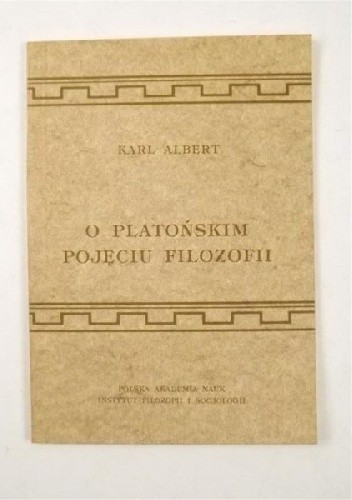 KARL ALBERT
O PLATOŃSKIM
POJĘCIU FILOZOFII
POLSKA AKADEMIA NAUK
INSTYTUT FILOZOFII I SOCJOLOGII